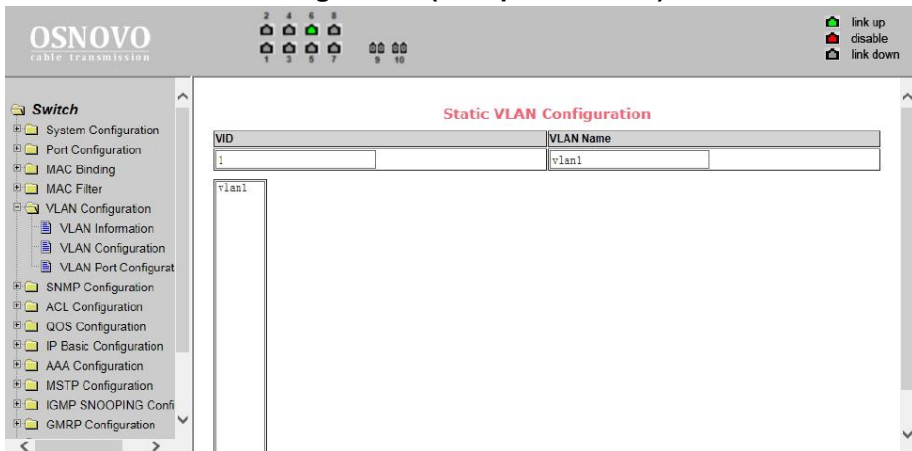 OSNOVO
cable transmission
2 4 6 8
1 3 5 7 9 10
link up
disable
link down
Switch
System Configuration
Port Configuration
MAC Binding
MAC Filter
VLAN Configuration
VLAN Information
VLAN Configuration
VLAN Port Configurat
SNMP Configuration
ACL Configuration
QOS Configuration
IP Basic Configuration
AAA Configuration
MSTP Configuration
IGMP SNOOPING Confi
GMRP Configuration
Static VLAN Configuration
VID VLAN Name
1 vlan1
vlan1